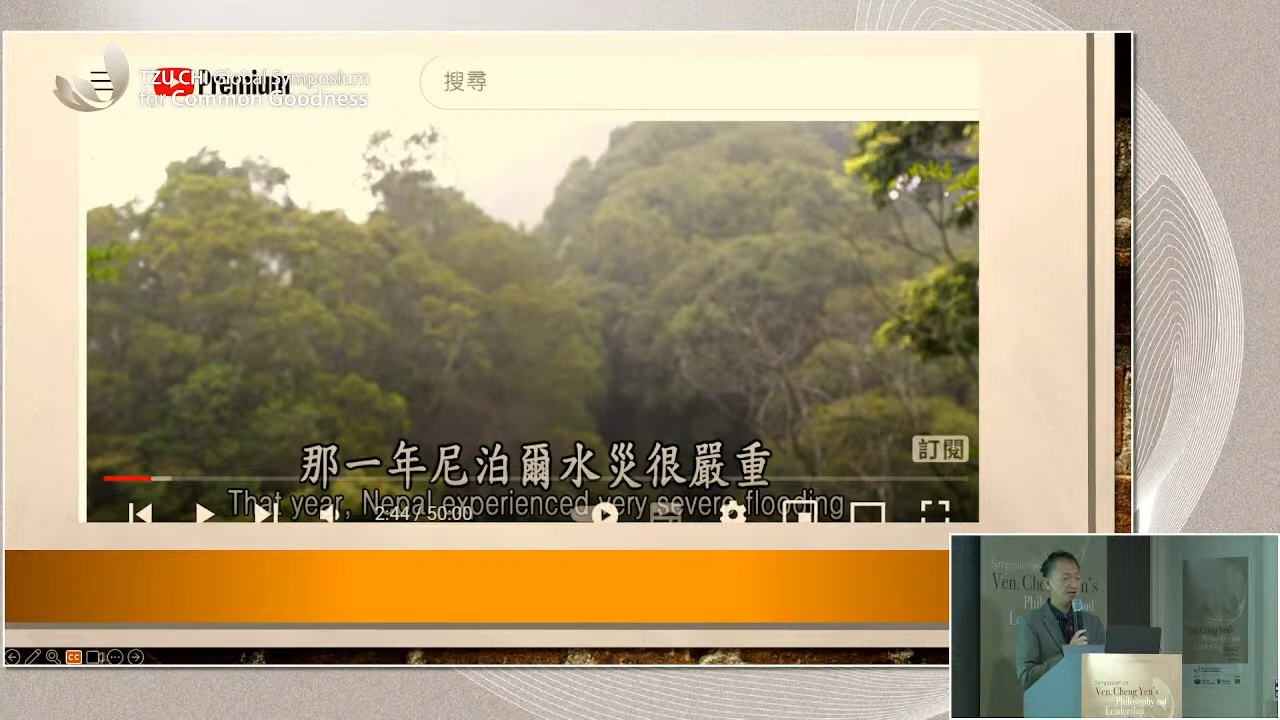 TZU CHI Global Symposium
for Common Goodness
Premium
搜尋
訂閱
那一年尼泊爾水災很嚴重
That year, Nepal experienced very severe flooding
2:44 / 50:00
CC
Symposium on
Ven. Cheng Yen's
Philosophy and
Leadership